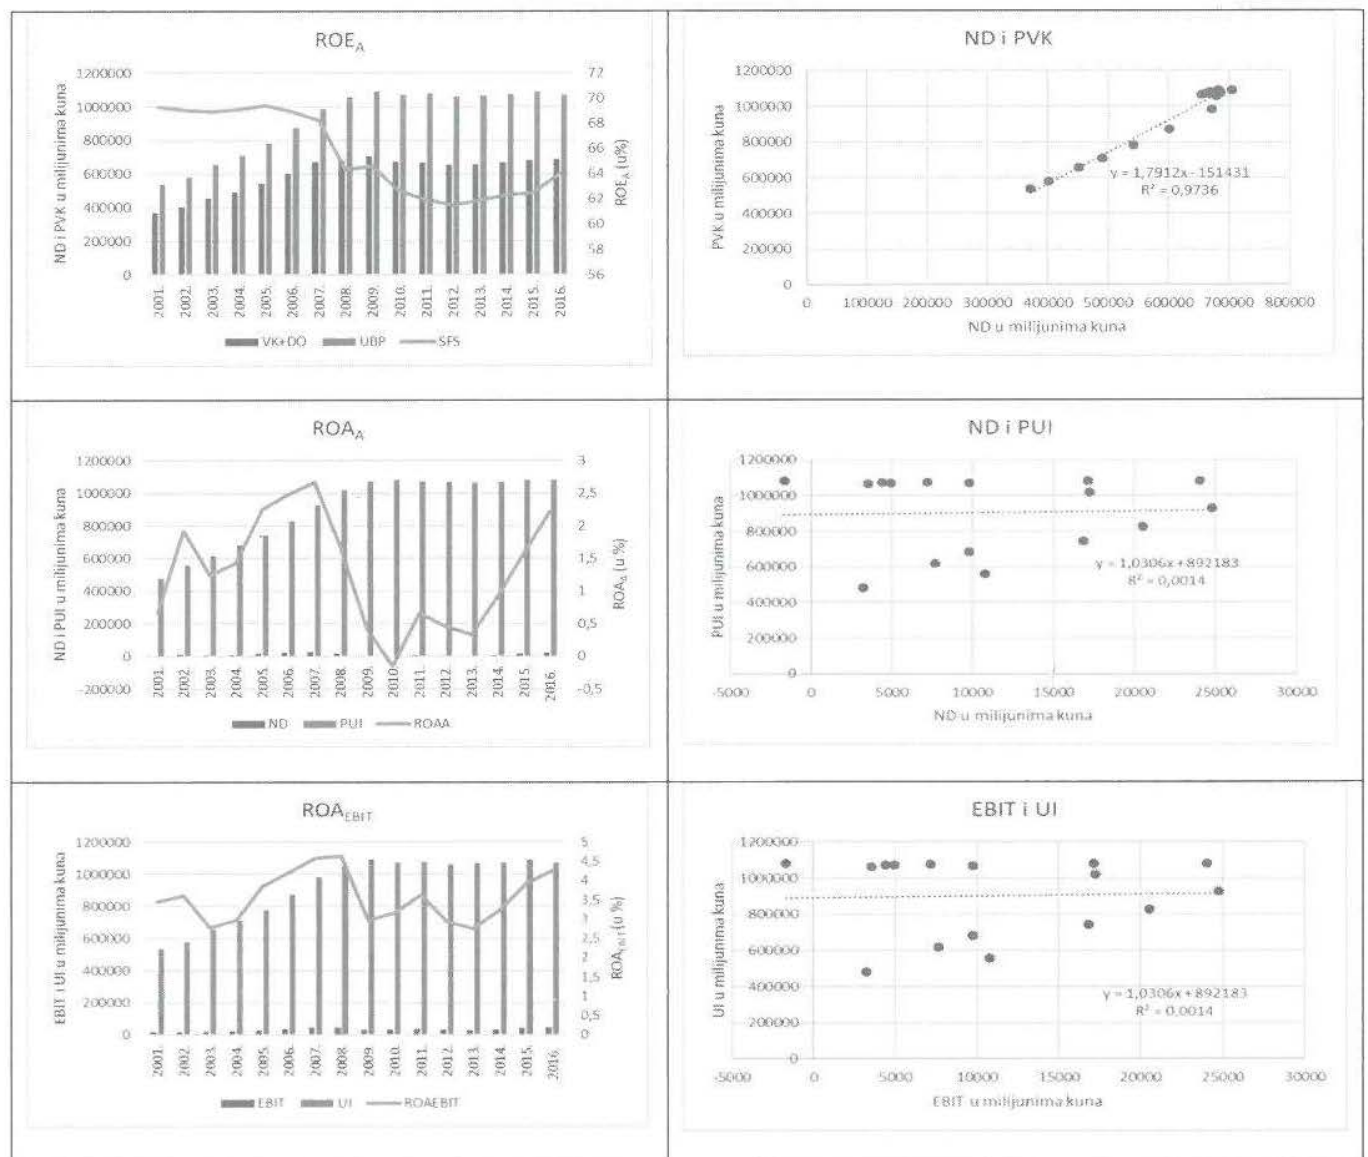 ROE_A
1200000
1000000
800000
600000
400000
200000
0
ND i PVK u milijunima kuna
72
70
68
66
64
62
60
58
56
ROE_A (u%)
2001. 2002. 2003. 2004. 2005. 2006. 2007. 2008. 2009. 2010. 2011. 2012. 2013. 2014. 2015. 2016.
VK+DO UBP SFS
ND i PVK
1200000
1000000
800000
600000
400000
200000
0
PVK u milijunima kuna
y = 1,7912x - 151431
R² = 0,9736
0 100000 200000 300000 400000 500000 600000 700000 800000
ND u milijunima kuna
ROA_A
1200000
1000000
800000
600000
400000
200000
0
-200000
ND i PUI u milijunima kuna
3
2,5
2
1,5
1
0,5
0
-0,5
ROA_A (u %)
2001. 2002. 2003. 2004. 2005. 2006. 2007. 2008. 2009. 2010. 2011. 2012. 2013. 2014. 2015. 2016.
ND PUI ROAA
ND i PUI
1200000
1000000
800000
600000
400000
200000
0
PUI u milijunima kuna
y = 1,0306x + 892183
R² = 0,0014
-5000 0 5000 10000 15000 20000 25000 30000
ND u milijunima kuna
ROA_EBIT
1200000
1000000
800000
600000
400000
200000
0
EBIT i UI u milijunima kuna
5
4,5
4
3,5
3
2,5
2
1,5
1
0,5
0
ROA_EBIT (u %)
2001. 2002. 2003. 2004. 2005. 2006. 2007. 2008. 2009. 2010. 2011. 2012. 2013. 2014. 2015. 2016.
EBIT UI ROAEBIT
EBIT i UI
1200000
1000000
800000
600000
400000
200000
0
UI u milijunima kuna
y = 1,0306x + 892183
R² = 0,0014
-5000 0 5000 10000 15000 20000 25000 30000
EBIT u milijunima kuna